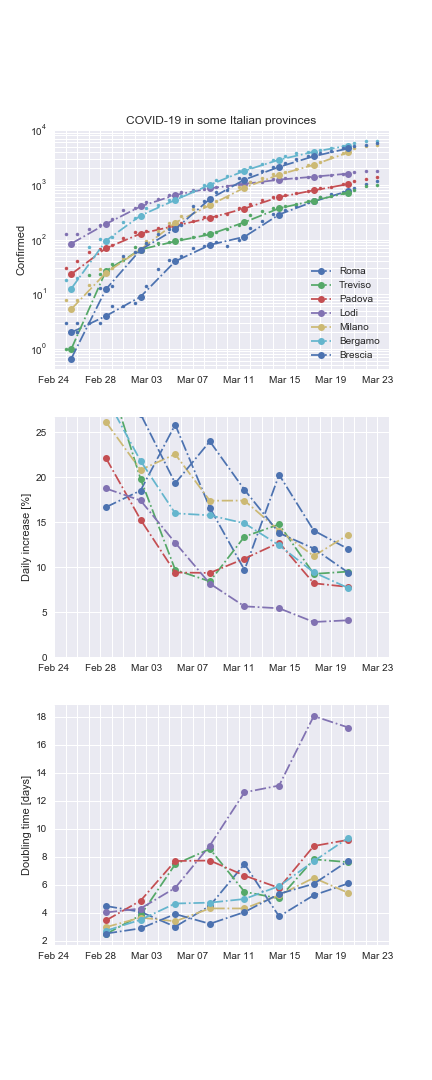 COVID-19 in some Italian provinces
10^4
10^3
10^2
10^1
10^0
Confirmed
Roma
Treviso
Padova
Lodi
Milano
Bergamo
Brescia
Feb 24 Feb 28 Mar 03 Mar 07 Mar 11 Mar 15 Mar 19 Mar 23
25
20
15
10
5
0
Daily increase [%]
Feb 24 Feb 28 Mar 03 Mar 07 Mar 11 Mar 15 Mar 19 Mar 23
18
16
14
12
10
8
6
4
2
Doubling time [days]
Feb 24 Feb 28 Mar 03 Mar 07 Mar 11 Mar 15 Mar 19 Mar 23